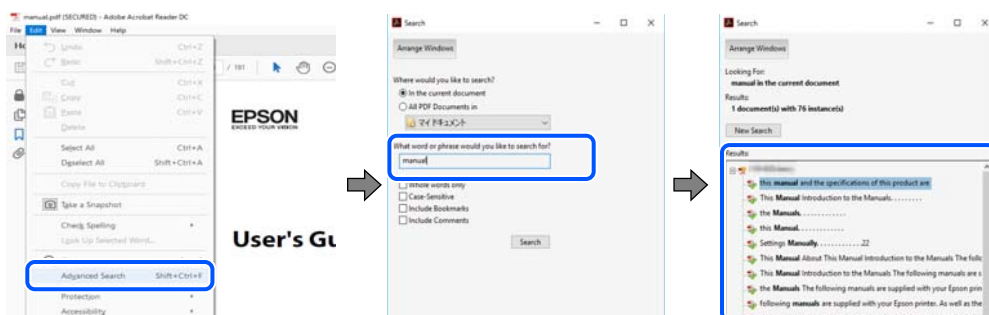 manual.pdf (SECURED) - Adobe Acrobat Reader DC
File Edit View Window Help
Undo Ctrl+Z
Redo Shift+Ctrl+Z
Cut Ctrl+X
Copy Ctrl+C
Paste Ctrl+V
Delete
Select All Ctrl+A
Deselect All Shift+Ctrl+A
Copy File to Clipboard
Take a Snapshot
Check Spelling
Look Up Selected Word...
Advanced Search Shift+Ctrl+F
Protection
Accessibility
/ 181
EPSON
EXCEED YOUR VISION
User's Gu
Search
Arrange Windows
Where would you like to search?
In the current document
All PDF Documents in
マイ ドキュメント
What word or phrase would you like to search for?
manual
Whole words only
Case-Sensitive
Include Bookmarks
Include Comments
Search
Search
Arrange Windows
Looking For:
manual in the current document
Results:
1 document(s) with 76 instance(s)
New Search
Results:
this manual and the specifications of this product are
This Manual Introduction to the Manuals.........
the Manuals.............
this Manual.............
Settings Manually.............22
This Manual About This Manual Introduction to the Manuals The follo
This Manual Introduction to the Manuals The following manuals are s
the Manuals The following manuals are supplied with your Epson prin
following manuals are supplied with your Epson printer. As well as the